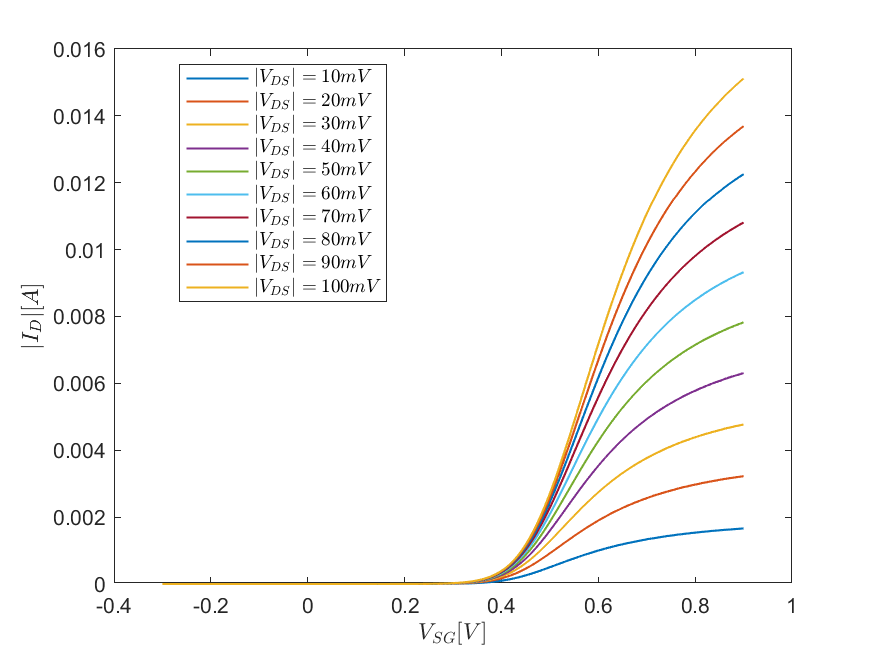 0.016
0.014
0.012
0.01
0.008
0.006
0.004
0.002
0
|I_D|[A]
|V_DS| = 10mV
|V_DS| = 20mV
|V_DS| = 30mV
|V_DS| = 40mV
|V_DS| = 50mV
|V_DS| = 60mV
|V_DS| = 70mV
|V_DS| = 80mV
|V_DS| = 90mV
|V_DS| = 100mV
-0.4 -0.2 0 0.2 0.4 0.6 0.8 1
V_SG[V]